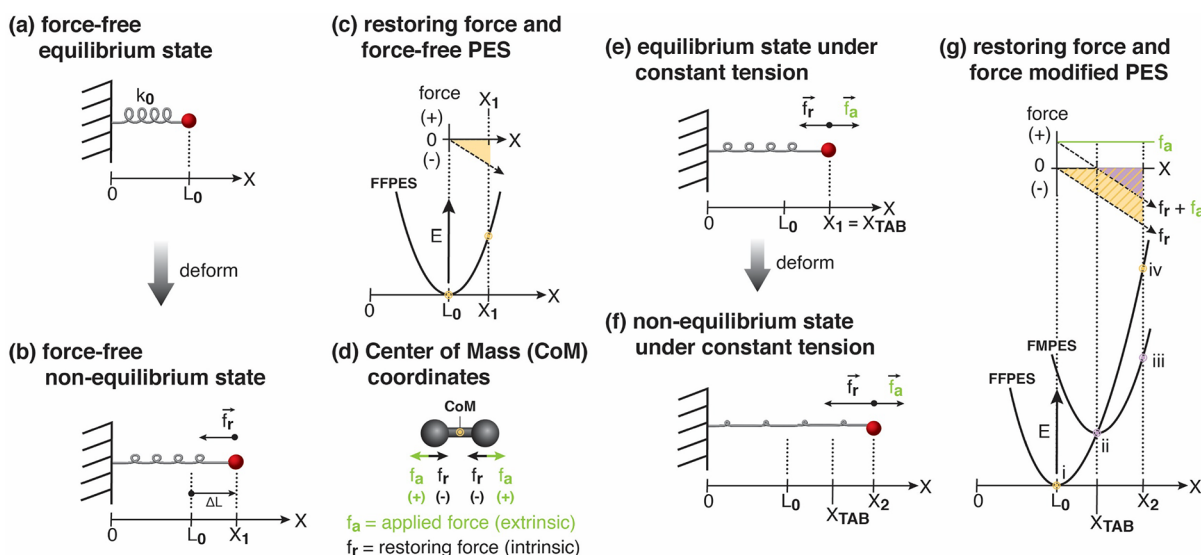 (a) force-free
equilibrium state
k0
0
L0
X
deform
(b) force-free
non-equilibrium state
fr
ΔL
0
L0
X1
X
(c) restoring force and
force-free PES
force
X1
(+)
0
(-)
X
FFPES
E
0
L0
X1
X
(d) Center of Mass (CoM)
coordinates
CoM
fa fr fr fa
(+) (-) (-) (+)
fa = applied force (extrinsic)
fr = restoring force (intrinsic)
(e) equilibrium state under
constant tension
fr fa
0
L0
X1 = XTAB
X
deform
(f) non-equilibrium state
under constant tension
fr fa
0
L0
XTAB
X2
X
(g) restoring force and
force modified PES
force
(+)
fa
0
X
(-)
fr + fa
fr
iv
FMPES
iii
FFPES
E
ii
i
0
L0
XTAB
X2
X